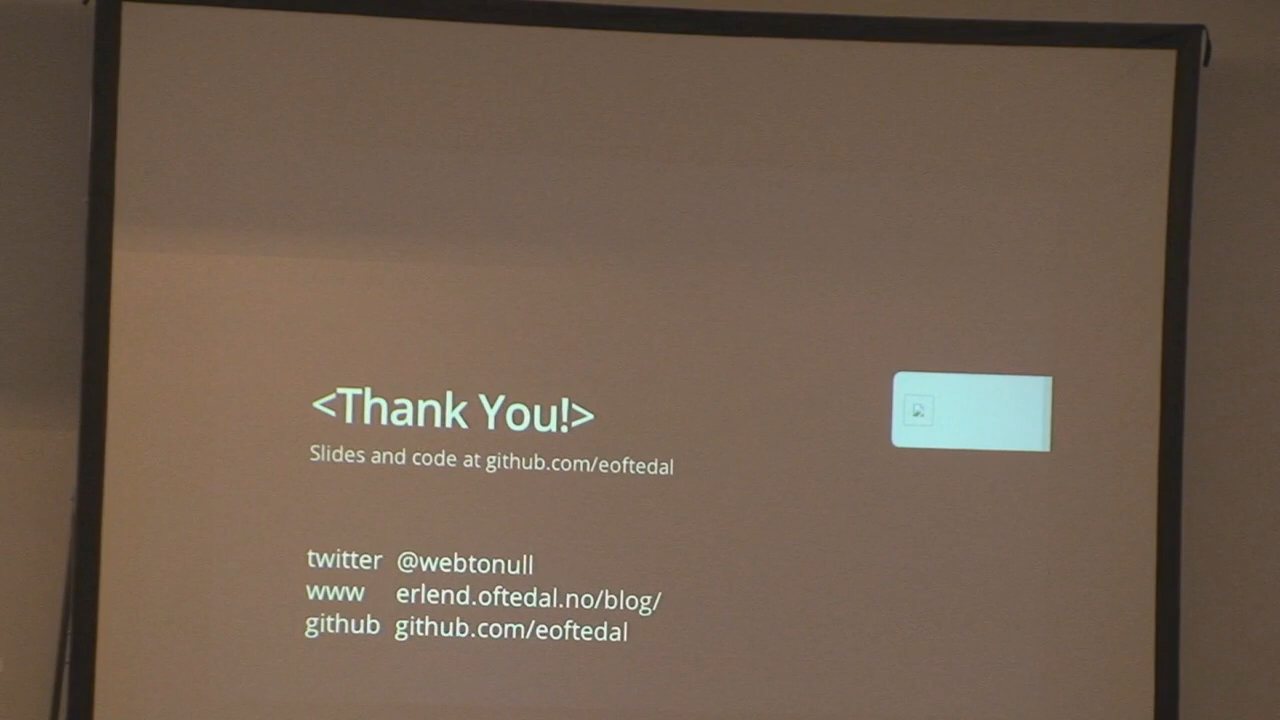 <Thank You!>
Slides and code at github.com/eoftedal
twitter @webtonull
www erlend.oftedal.no/blog/
github github.com/eoftedal